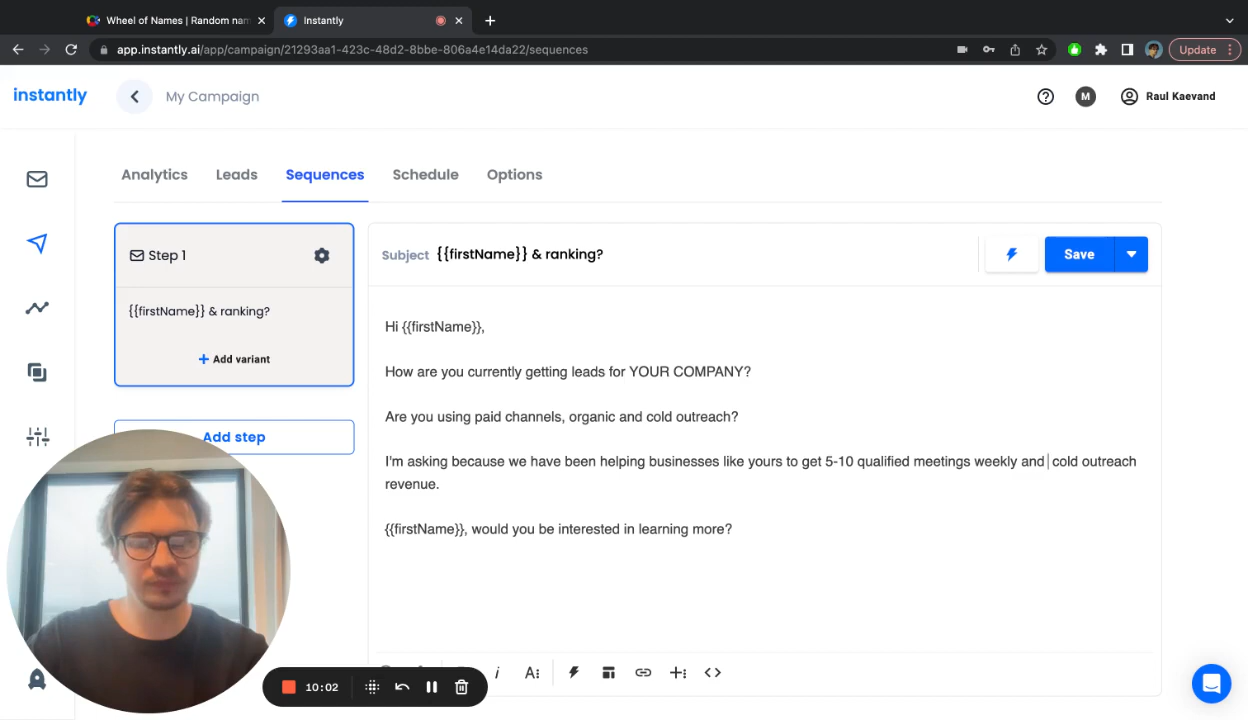 Wheel of Names | Random nam
Instantly
app.instantly.ai/app/campaign/21293aa1-423c-48d2-8bbe-806a4e14da22/sequences
Update
instantly
My Campaign
M
Raul Kaevand
Analytics
Leads
Sequences
Schedule
Options
Step 1
{{firstName}} & ranking?
Add variant
Add step
Subject {{firstName}} & ranking?
Save
Hi {{firstName}},
How are you currently getting leads for YOUR COMPANY?
Are you using paid channels, organic and cold outreach?
I'm asking because we have been helping businesses like yours to get 5-10 qualified meetings weekly and cold outreach
revenue.
{{firstName}}, would you be interested in learning more?
i
A
10:02